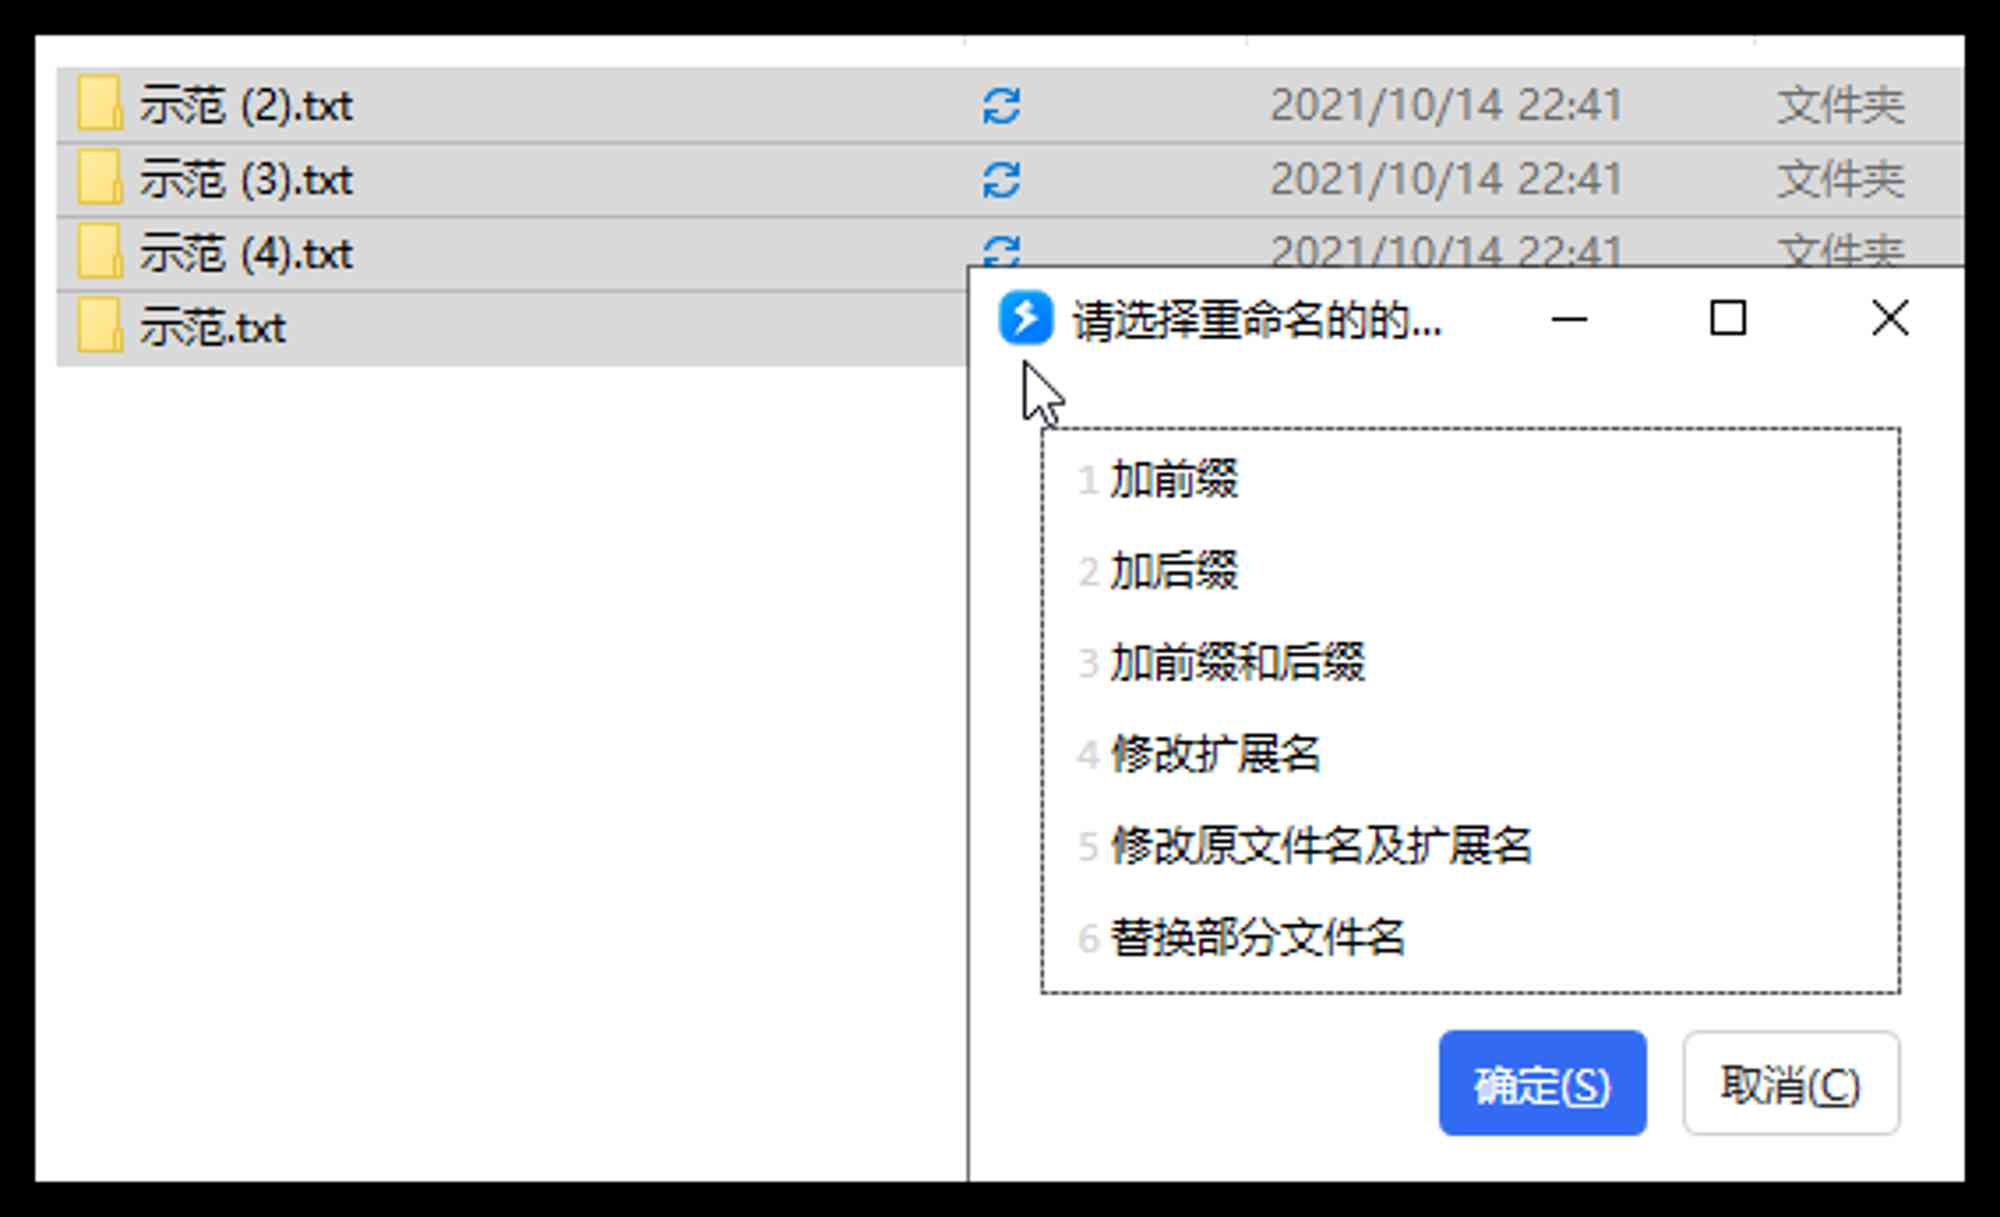 示范 (2).txt 2021/10/14 22:41 文件夹
示范 (3).txt 2021/10/14 22:41 文件夹
示范 (4).txt 2021/10/14 22:41 文件夹
示范.txt
请选择重命名的的...
1 加前缀
2 加后缀
3 加前缀和后缀
4 修改扩展名
5 修改原文件名及扩展名
6 替换部分文件名
确定(S) 取消(C)